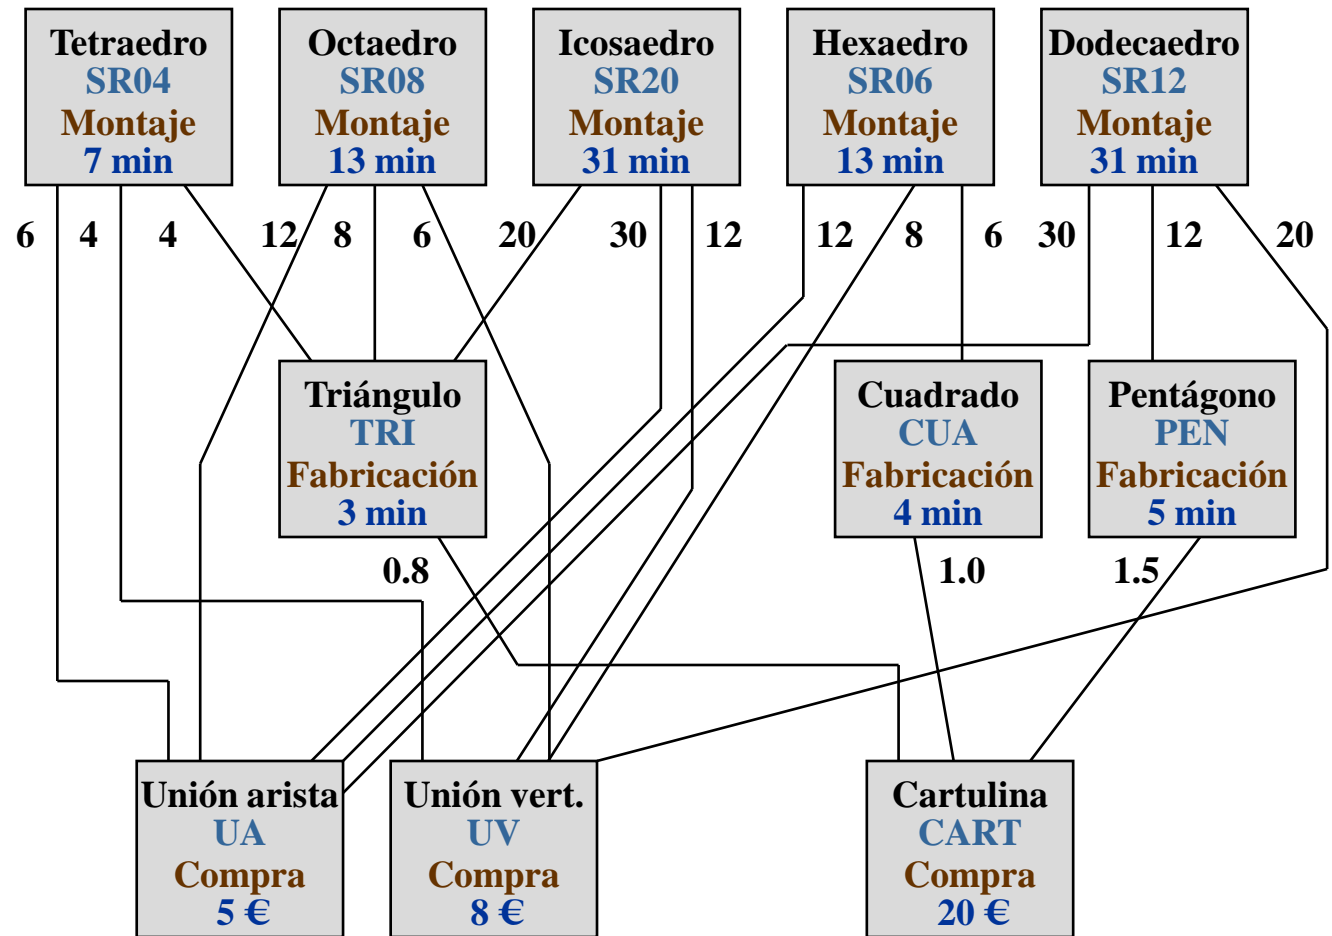 Tetraedro
SR04
Montaje
7 min
Octaedro
SR08
Montaje
13 min
Icosaedro
SR20
Montaje
31 min
Hexaedro
SR06
Montaje
13 min
Dodecaedro
SR12
Montaje
31 min
6 4 4 12 8 6 20 30 12 12 8 6 30 12 20
Triángulo
TRI
Fabricación
3 min
Cuadrado
CUA
Fabricación
4 min
Pentágono
PEN
Fabricación
5 min
0.8 1.0 1.5
Unión arista
UA
Compra
5 €
Unión vert.
UV
Compra
8 €
Cartulina
CART
Compra
20 €